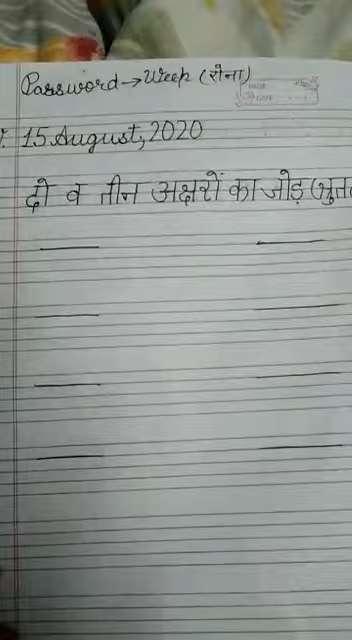 Password → Weep (रोना)
15 August, 2020
दो व तीन अक्षरों का जोड़